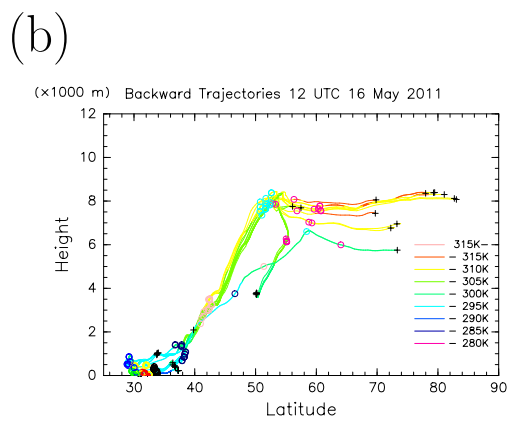 (b)
(×1000 m) Backward Trajectories 12 UTC 16 May 2011
12
10
8
6
4
2
0
Height
315K−
− 315K
− 310K
− 305K
− 300K
− 295K
− 290K
− 285K
− 280K
30 40 50 60 70 80 90
Latitude